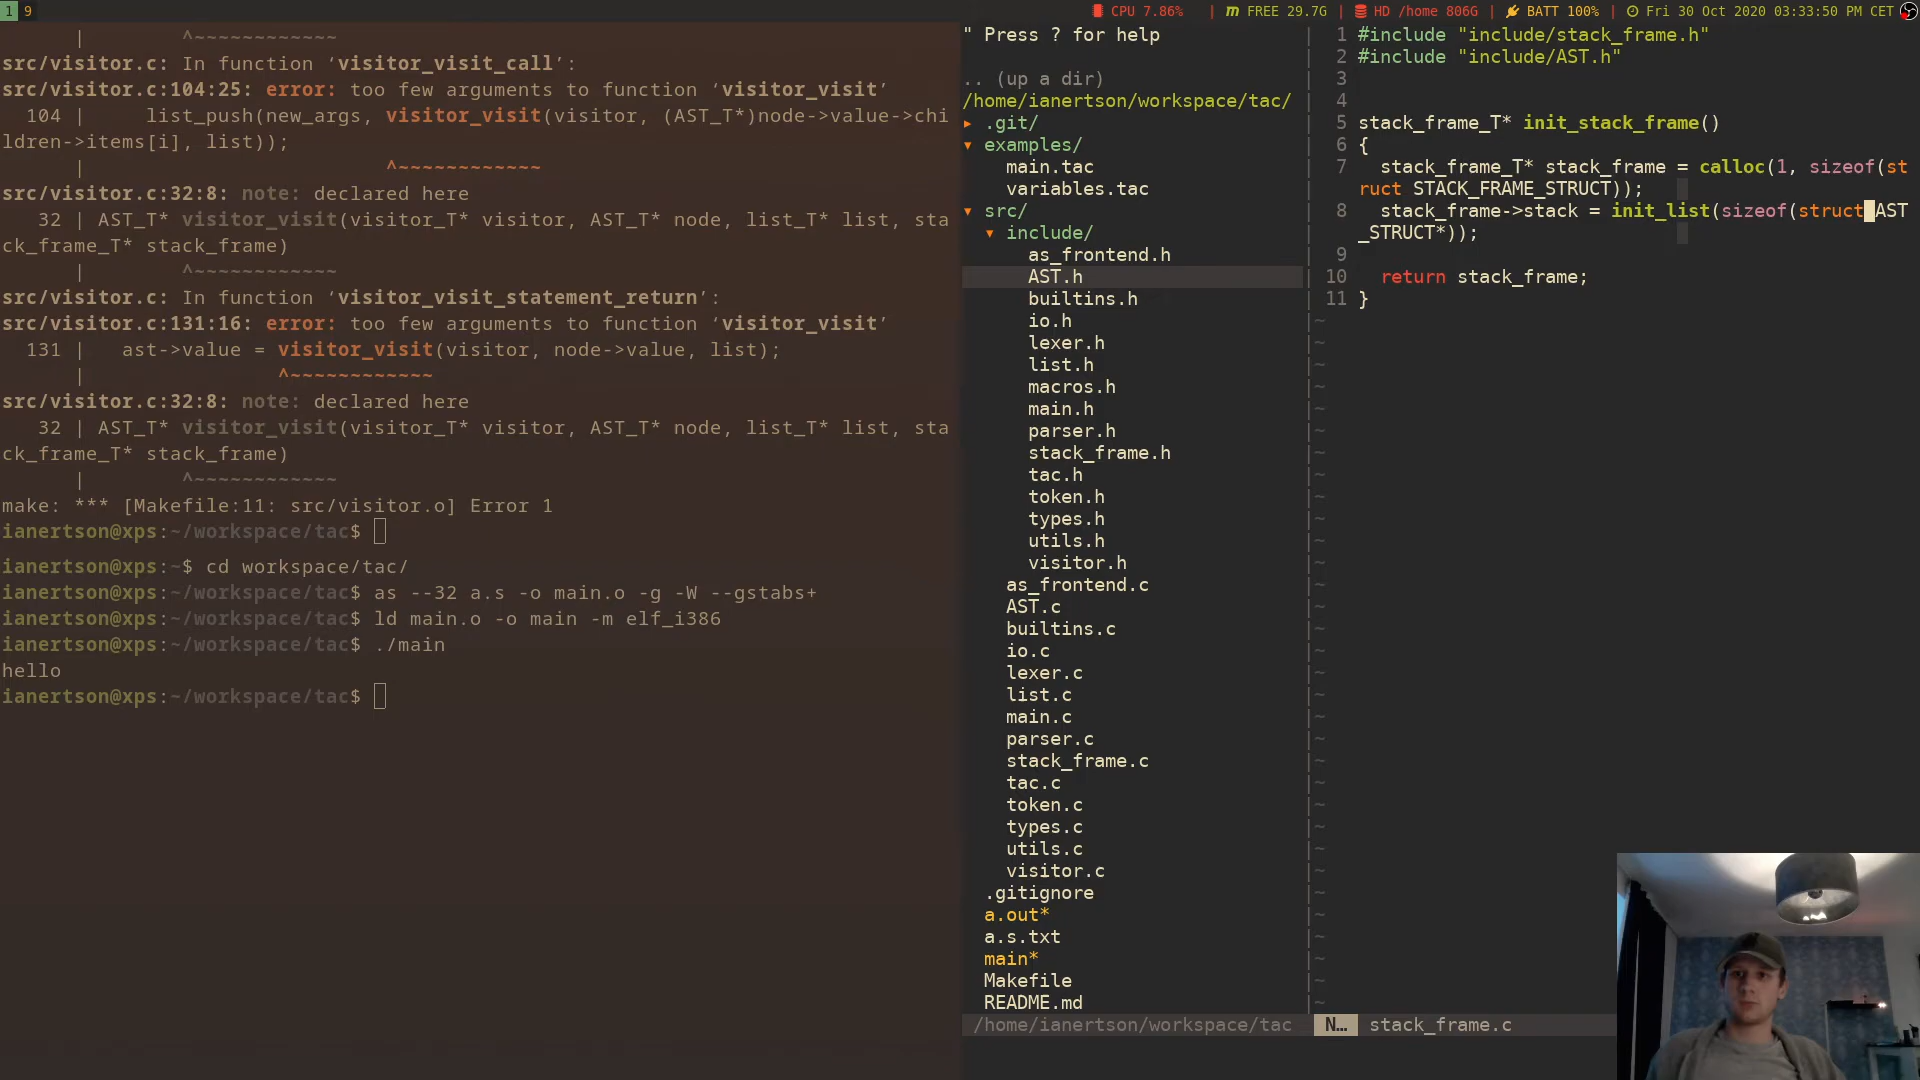 1 9
CPU 7.86% | m FREE 29.7G | HD /home 806G | BATT 100% | Fri 30 Oct 2020 03:33:50 PM CET
| ^~~~~~~~~~~~~
src/visitor.c: In function ‘visitor_visit_call’:
src/visitor.c:104:25: error: too few arguments to function ‘visitor_visit’
104 | list_push(new_args, visitor_visit(visitor, (AST_T*)node->value->chi
ldren->items[i], list));
| ^~~~~~~~~~~~~
src/visitor.c:32:8: note: declared here
32 | AST_T* visitor_visit(visitor_T* visitor, AST_T* node, list_T* list, sta
ck_frame_T* stack_frame)
| ^~~~~~~~~~~~~
src/visitor.c: In function ‘visitor_visit_statement_return’:
src/visitor.c:131:16: error: too few arguments to function ‘visitor_visit’
131 | ast->value = visitor_visit(visitor, node->value, list);
| ^~~~~~~~~~~~~
src/visitor.c:32:8: note: declared here
32 | AST_T* visitor_visit(visitor_T* visitor, AST_T* node, list_T* list, sta
ck_frame_T* stack_frame)
| ^~~~~~~~~~~~~
make: *** [Makefile:11: src/visitor.o] Error 1
ianertson@xps:~/workspace/tac$
ianertson@xps:~$ cd workspace/tac/
ianertson@xps:~/workspace/tac$ as --32 a.s -o main.o -g -W --gstabs+
ianertson@xps:~/workspace/tac$ ld main.o -o main -m elf_i386
ianertson@xps:~/workspace/tac$ ./main
hello
ianertson@xps:~/workspace/tac$
" Press ? for help
.. (up a dir)
/home/ianertson/workspace/tac/
▸ .git/
▾ examples/
main.tac
variables.tac
▾ src/
▾ include/
as_frontend.h
AST.h
builtins.h
io.h
lexer.h
list.h
macros.h
main.h
parser.h
stack_frame.h
tac.h
token.h
types.h
utils.h
visitor.h
as_frontend.c
AST.c
builtins.c
io.c
lexer.c
list.c
main.c
parser.c
stack_frame.c
tac.c
token.c
types.c
utils.c
visitor.c
.gitignore
a.out*
a.s.txt
main*
Makefile
README.md
/home/ianertson/workspace/tac
1 #include "include/stack_frame.h"
2 #include "include/AST.h"
3
4
5 stack_frame_T* init_stack_frame()
6 {
7 stack_frame_T* stack_frame = calloc(1, sizeof(st
ruct STACK_FRAME_STRUCT));
8 stack_frame->stack = init_list(sizeof(struct AST
_STRUCT*));
9
10 return stack_frame;
11 }
N… stack_frame.c